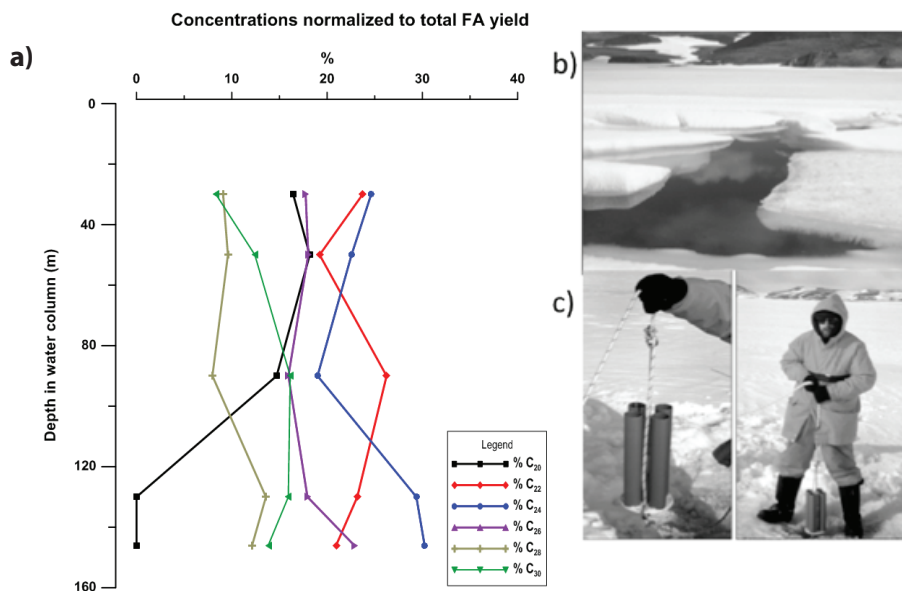 Concentrations normalized to total FA yield
a)
%
0 10 20 30 40
0
40
80
120
160
Depth in water column (m)
Legend
% C20
% C22
% C24
% C26
% C28
% C30
b)
c)